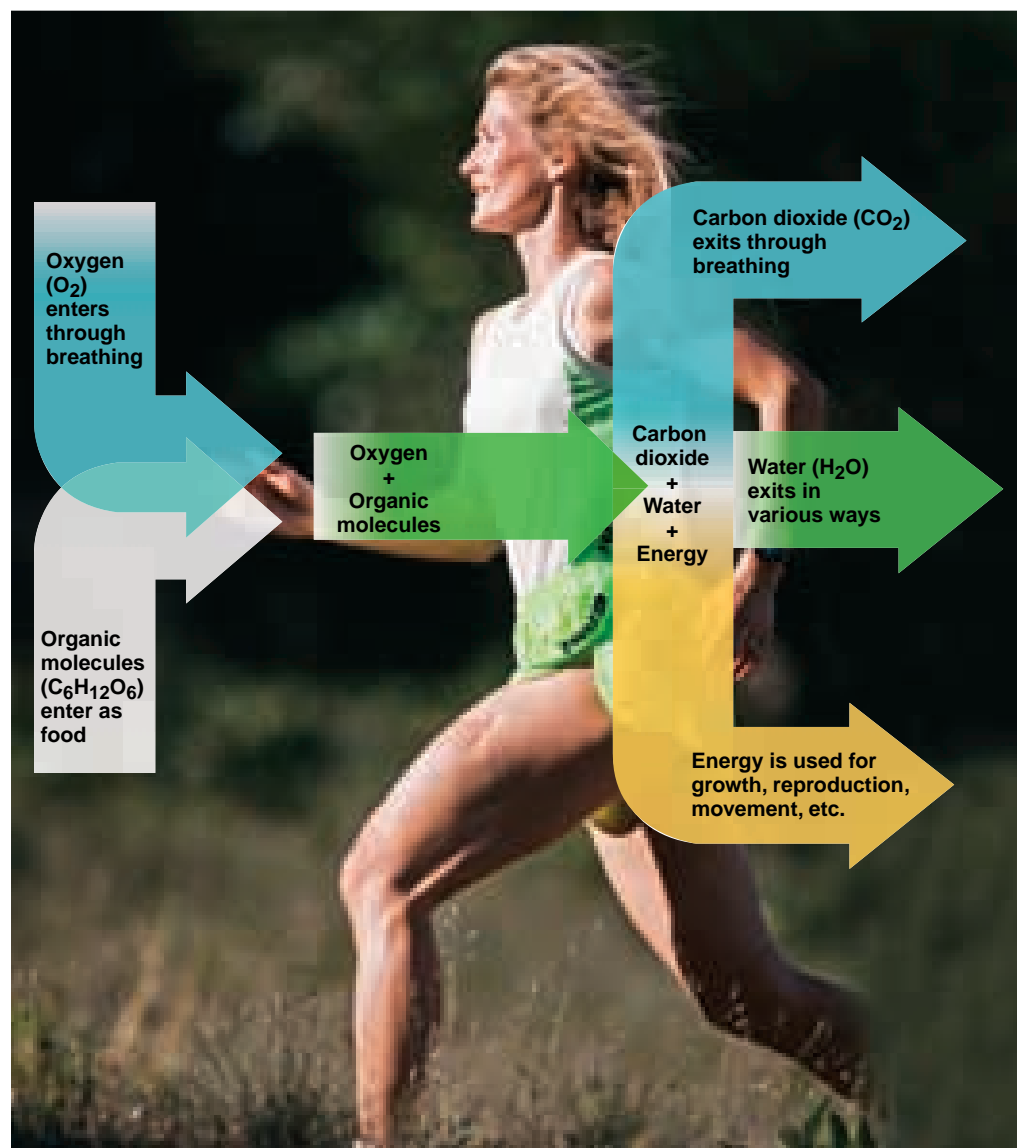 Oxygen
(O₂)
enters
through
breathing
Organic
molecules
(C₆H₁₂O₆)
enter as
food
Oxygen
+
Organic
molecules
Carbon
dioxide
+
Water
+
Energy
Carbon dioxide (CO₂)
exits through
breathing
Water (H₂O)
exits in
various ways
Energy is used for
growth, reproduction,
movement, etc.